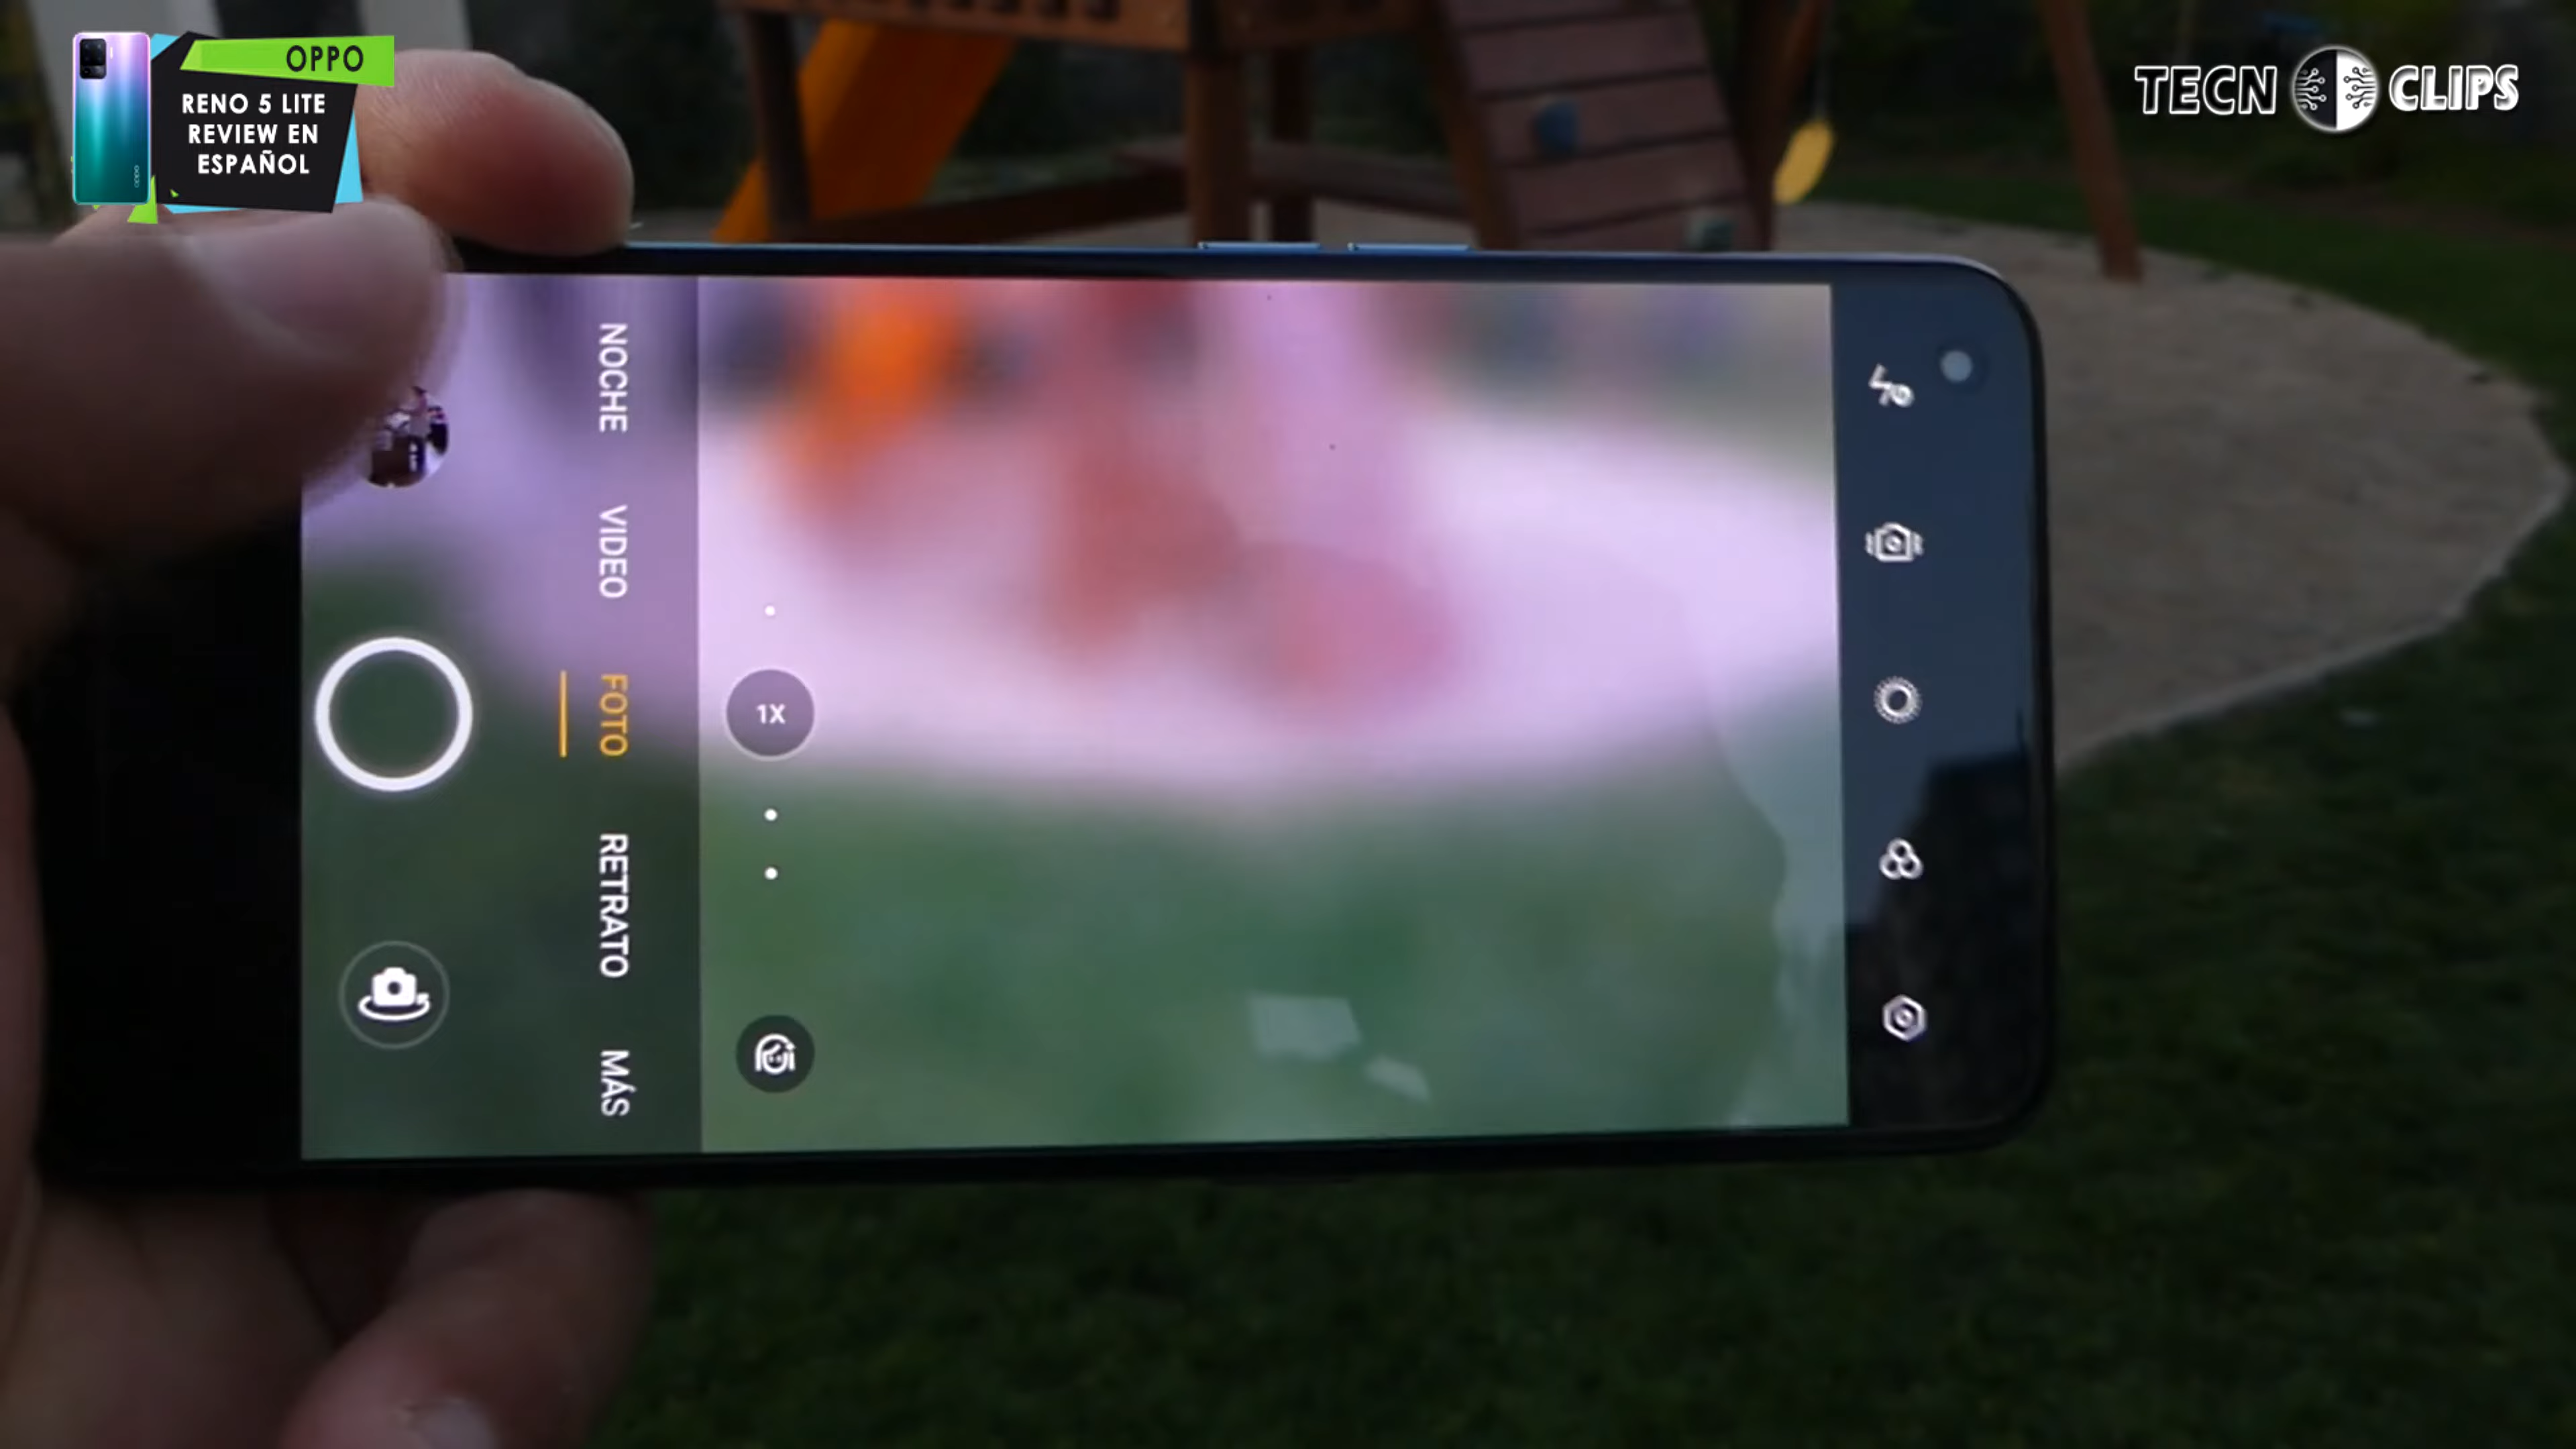 OPPO
RENO 5 LITE
REVIEW EN
ESPAÑOL
TECN CLIPS
NOCHE
VIDEO
FOTO
RETRATO
MÁS
1X